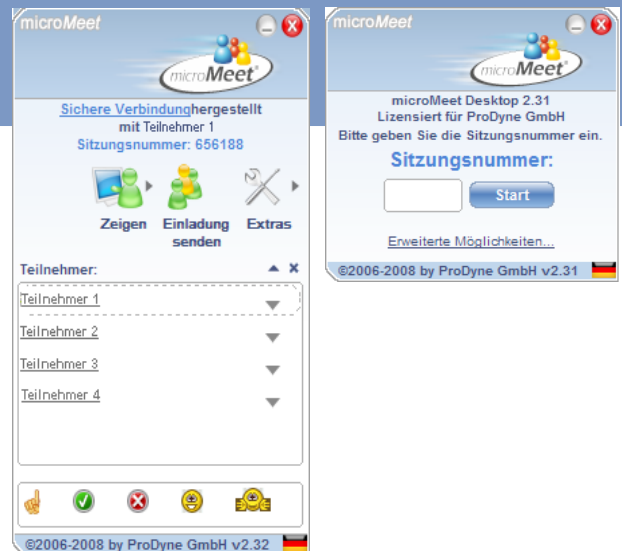 microMeet
microMeet
Sichere Verbindunghergestellt
mit Teilnehmer 1
Sitzungsnummer: 656188
Zeigen
Einladung
senden
Extras
Teilnehmer:
Teilnehmer 1
Teilnehmer 2
Teilnehmer 3
Teilnehmer 4
©2006-2008 by ProDyne GmbH v2.32
microMeet
microMeet
microMeet Desktop 2.31
Lizensiert für ProDyne GmbH
Bitte geben Sie die Sitzungsnummer ein.
Sitzungsnummer:
Start
Erweiterte Möglichkeiten...
©2006-2008 by ProDyne GmbH v2.31